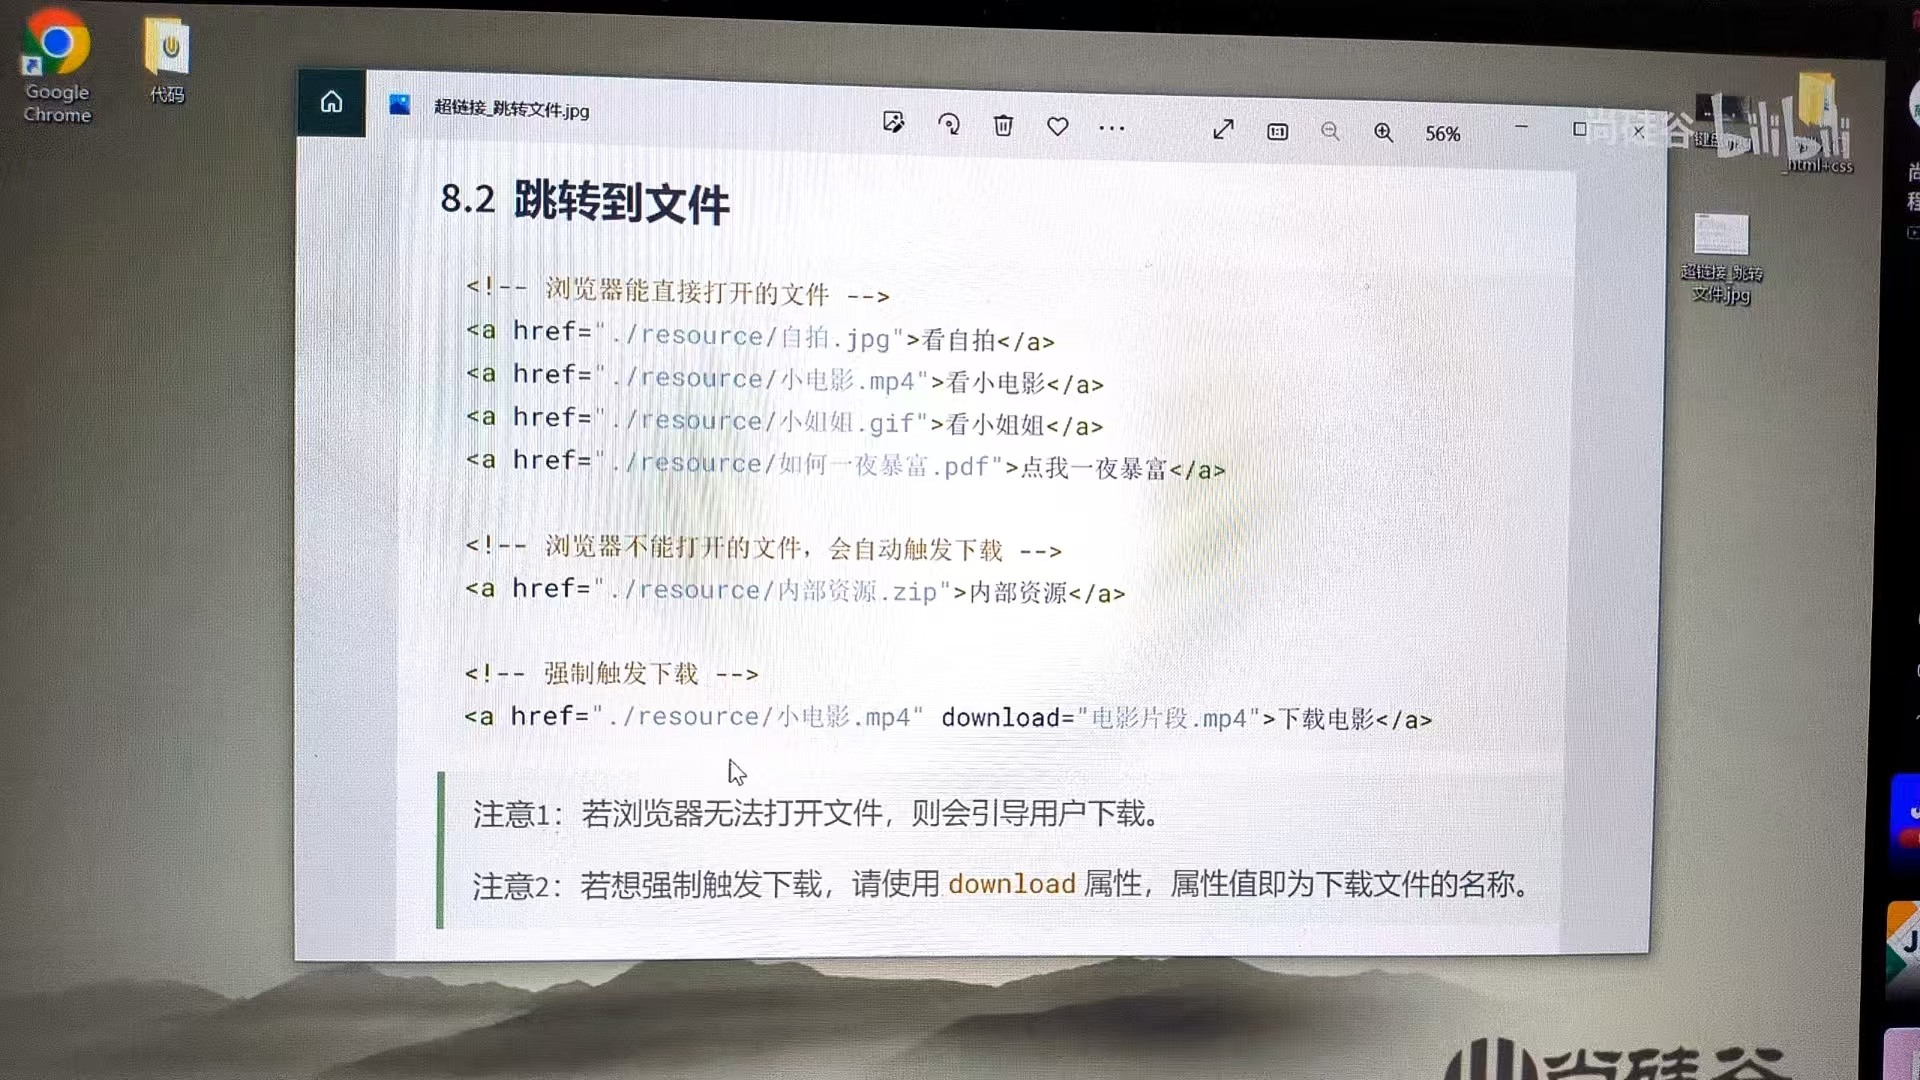 Google
Chrome
代码
超链接_跳转文件.jpg
56%
尚硅谷
bilibili
html+css
超链接_跳转
文件.jpg
8.2 跳转到文件
<!-- 浏览器能直接打开的文件 -->
<a href="./resource/自拍.jpg">看自拍</a>
<a href="./resource/小电影.mp4">看小电影</a>
<a href="./resource/小姐姐.gif">看小姐姐</a>
<a href="./resource/如何一夜暴富.pdf">点我一夜暴富</a>
<!-- 浏览器不能打开的文件，会自动触发下载 -->
<a href="./resource/内部资源.zip">内部资源</a>
<!-- 强制触发下载 -->
<a href="./resource/小电影.mp4" download="电影片段.mp4">下载电影</a>
注意1：若浏览器无法打开文件，则会引导用户下载。
注意2：若想强制触发下载，请使用 download 属性，属性值即为下载文件的名称。
尚硅谷